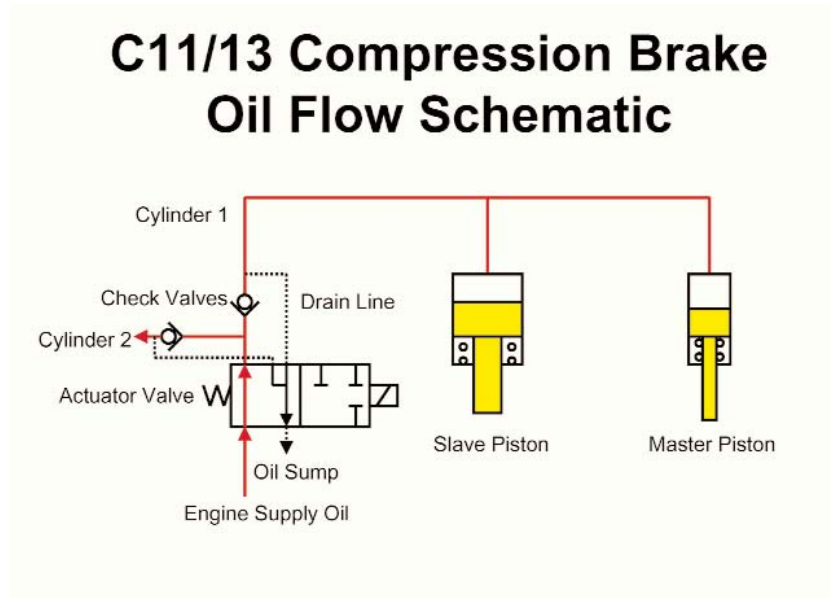 C11/13 Compression Brake
Oil Flow Schematic
Cylinder 1
Check Valves
Drain Line
Cylinder 2
Actuator Valve
Slave Piston
Master Piston
Oil Sump
Engine Supply Oil